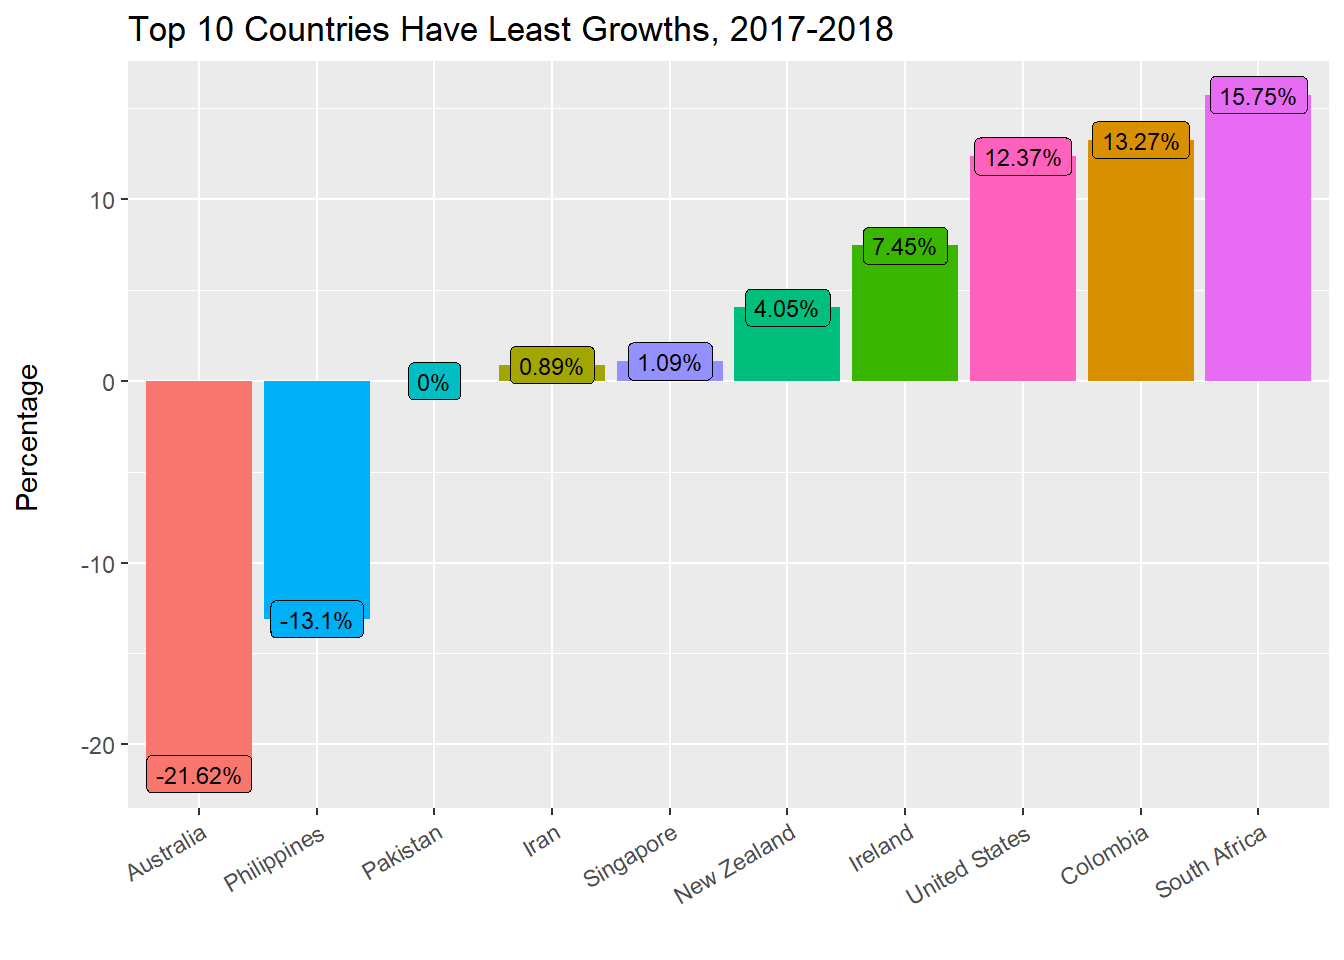 Top 10 Countries Have Least Growths, 2017-2018
15.75%
13.27%
12.37%
10
7.45%
4.05%
1.09%
0.89%
0%
0
Percentage
-10
-13.1%
-20
-21.62%
Australia
Philippines
Pakistan
Iran
Singapore
New Zealand
Ireland
United States
Colombia
South Africa